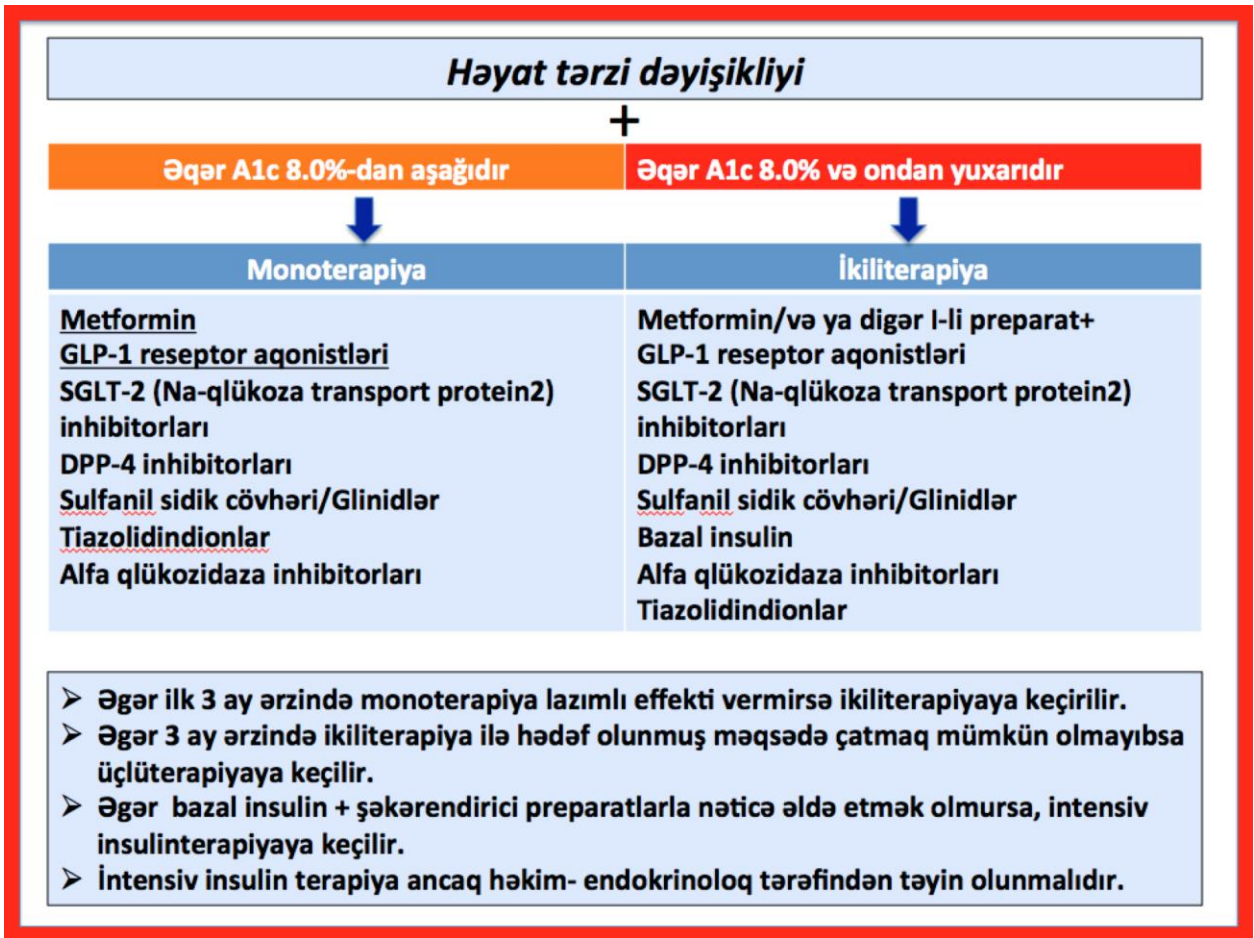 Həyat tərzi dəyişikliyi
+
Əqər A1c 8.0%-dan aşağıdır
Əqər A1c 8.0% və ondan yuxarıdır
Monoterapiya
İkiliterapiya
Metformin
GLP-1 reseptor aqonistləri
SGLT-2 (Na-qlükoza transport protein2)
inhibitorları
DPP-4 inhibitorları
Sulfanil sidik cövhəri/Glinidlər
Tiazolidindionlar
Alfa qlükozidaza inhibitorları
Metformin/və ya digər I-li preparat+
GLP-1 reseptor aqonistləri
SGLT-2 (Na-qlükoza transport protein2)
inhibitorları
DPP-4 inhibitorları
Sulfanil sidik cövhəri/Glinidlər
Bazal insulin
Alfa qlükozidaza inhibitorları
Tiazolidindionlar
➢ Əgər ilk 3 ay ərzində monoterapiya lazımlı effekti vermirsə ikiliterapiyaya keçirilir.
➢ Əgər 3 ay ərzində ikiliterapiya ilə hədəf olunmuş məqsədə çatmaq mümkün olmayıbsa
üçlüterapiyaya keçilir.
➢ Əgər bazal insulin + şəkərendirici preparatlarla nəticə əldə etmək olmursa, intensiv
insulinterapiyaya keçilir.
➢ İntensiv insulin terapiya ancaq həkim- endokrinoloq tərəfindən təyin olunmalıdır.